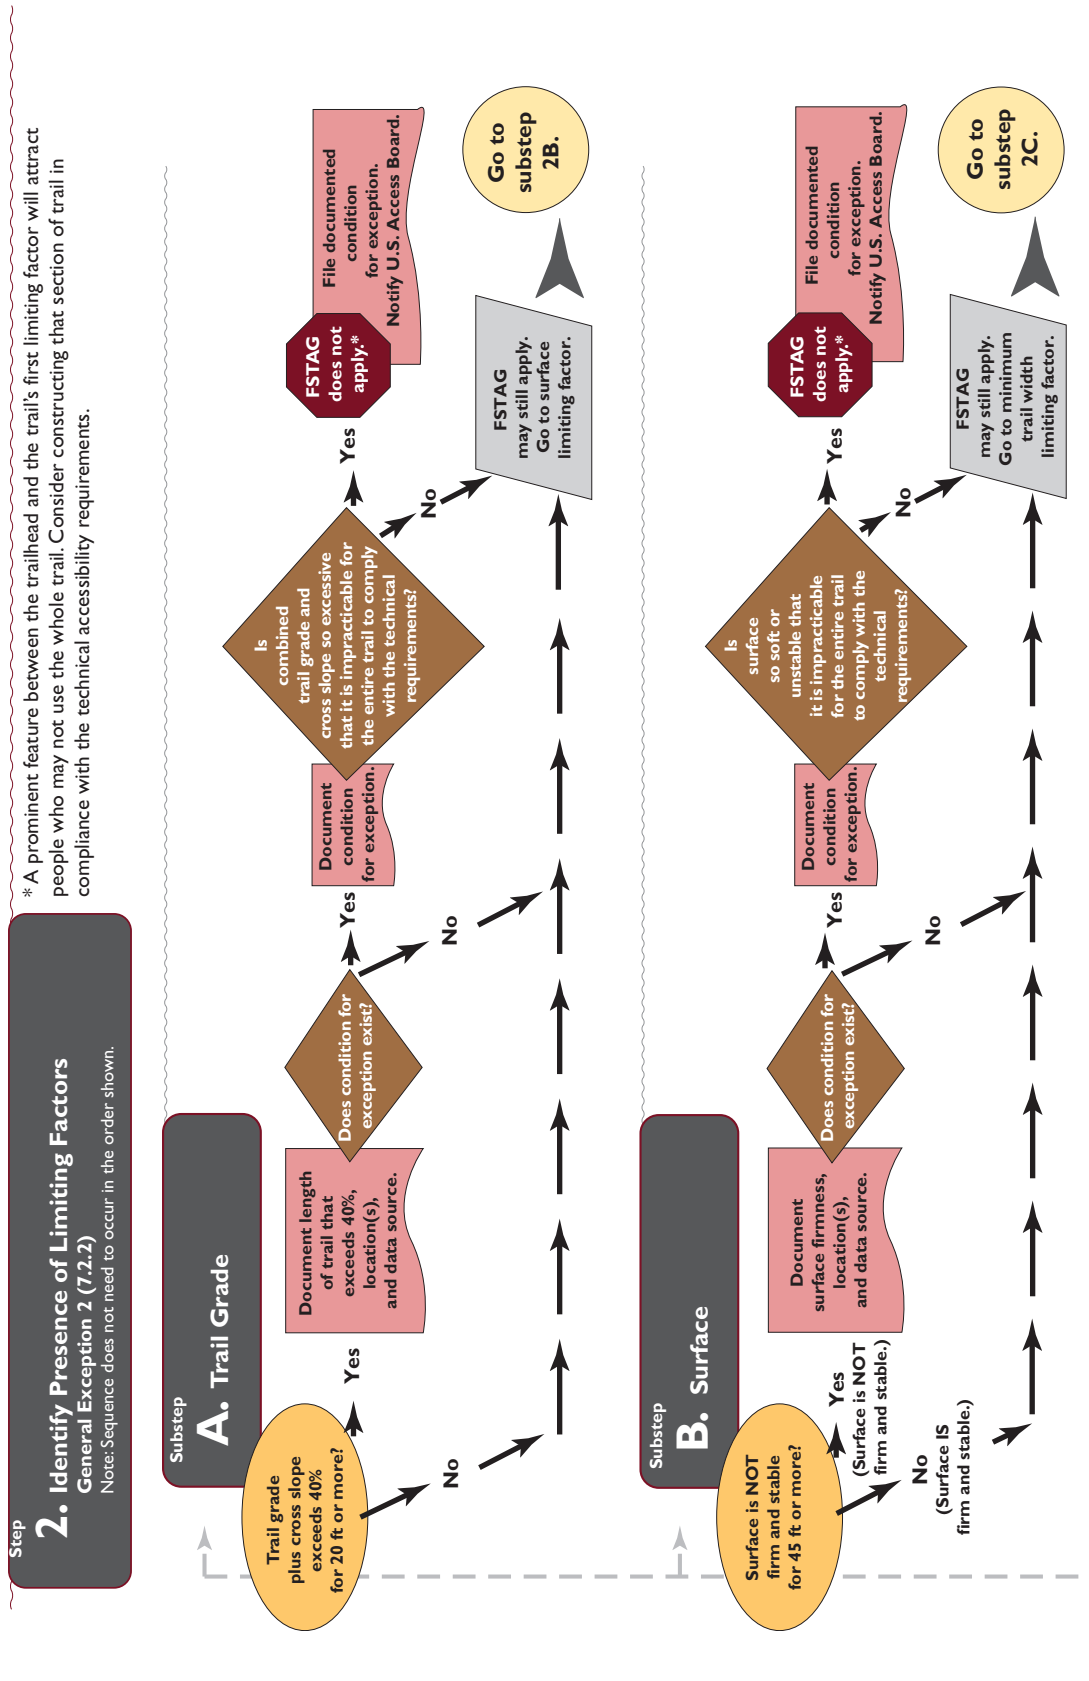 Step
2. Identify Presence of Limiting Factors
General Exception 2 (7.2.2)
Note: Sequence does not need to occur in the order shown.
* A prominent feature between the trailhead and the trail's first limiting factor will attract
people who may not use the whole trail. Consider constructing that section of trail in
compliance with the technical accessibility requirements.
Substep
A. Trail Grade
Trail grade
plus cross slope
exceeds 40%
for 20 ft or more?
Yes
No
Document length
of trail that
exceeds 40%,
location(s),
and data source.
Does condition for
exception exist?
Yes
No
Document
condition
for exception.
Is
combined
trail grade and
cross slope so excessive
that it is impracticable for
the entire trail to comply
with the technical
requirements?
Yes
No
FSTAG
does not
apply.*
File documented
condition
for exception.
Notify U.S. Access Board.
FSTAG
may still apply.
Go to surface
limiting factor.
Go to
substep
2B.
Substep
B. Surface
Surface is NOT
firm and stable
for 45 ft or more?
Yes
(Surface is NOT
firm and stable.)
No
(Surface IS
firm and stable.)
Document
surface firmness,
location(s),
and data source.
Does condition for
exception exist?
Yes
No
Document
condition
for exception.
Is
surface
so soft or
unstable that
it is impracticable
for the entire trail
to comply with the
technical
requirements?
Yes
No
FSTAG
does not
apply.*
File documented
condition
for exception.
Notify U.S. Access Board.
FSTAG
may still apply.
Go to minimum
trail width
limiting factor.
Go to
substep
2C.